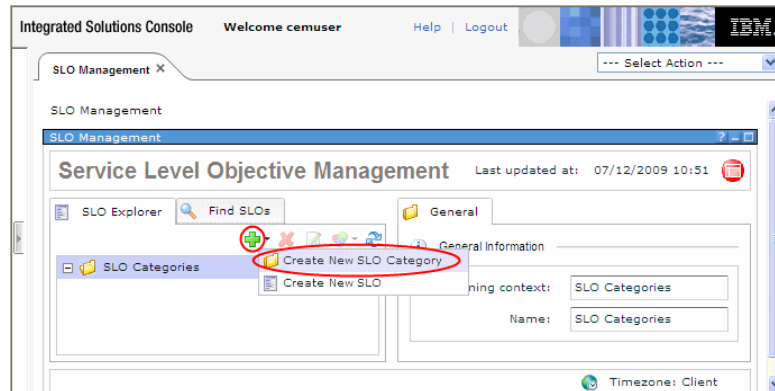 Integrated Solutions Console Welcome cemuser Help | Logout IBM.
SLO Management
--- Select Action ---
SLO Management
SLO Management
Service Level Objective Management Last updated at: 07/12/2009 10:51
SLO Explorer Find SLOs
General
General Information
SLO Categories
Create New SLO Category
Create New SLO
ning context: SLO Categories
Name: SLO Categories
Timezone: Client